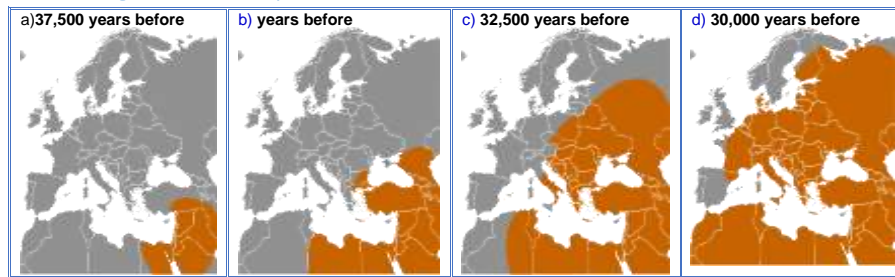 a)37,500 years before
b) years before
c) 32,500 years before
d) 30,000 years before